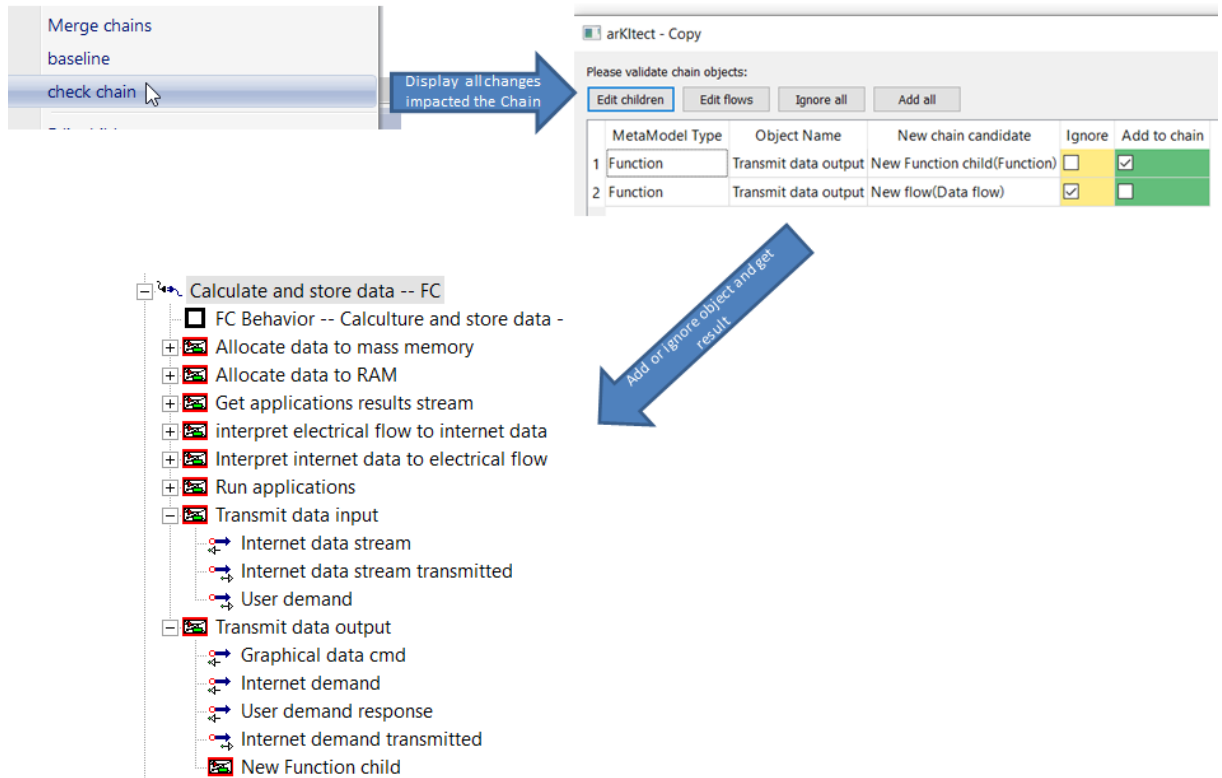 Merge chains
baseline
check chain
Display all changes
impacted the Chain
arKItect - Copy
Please validate chain objects:
Edit children Edit flows Ignore all Add all
MetaModel Type Object Name New chain candidate Ignore Add to chain
1 Function Transmit data output New Function child(Function)
2 Function Transmit data output New flow(Data flow)
Add or ignore object and get
result
Calculate and store data -- FC
FC Behavior -- Calculture and store data -
Allocate data to mass memory
Allocate data to RAM
Get applications results stream
interpret electrical flow to internet data
Interpret internet data to electrical flow
Run applications
Transmit data input
Internet data stream
Internet data stream transmitted
User demand
Transmit data output
Graphical data cmd
Internet demand
User demand response
Internet demand transmitted
New Function child